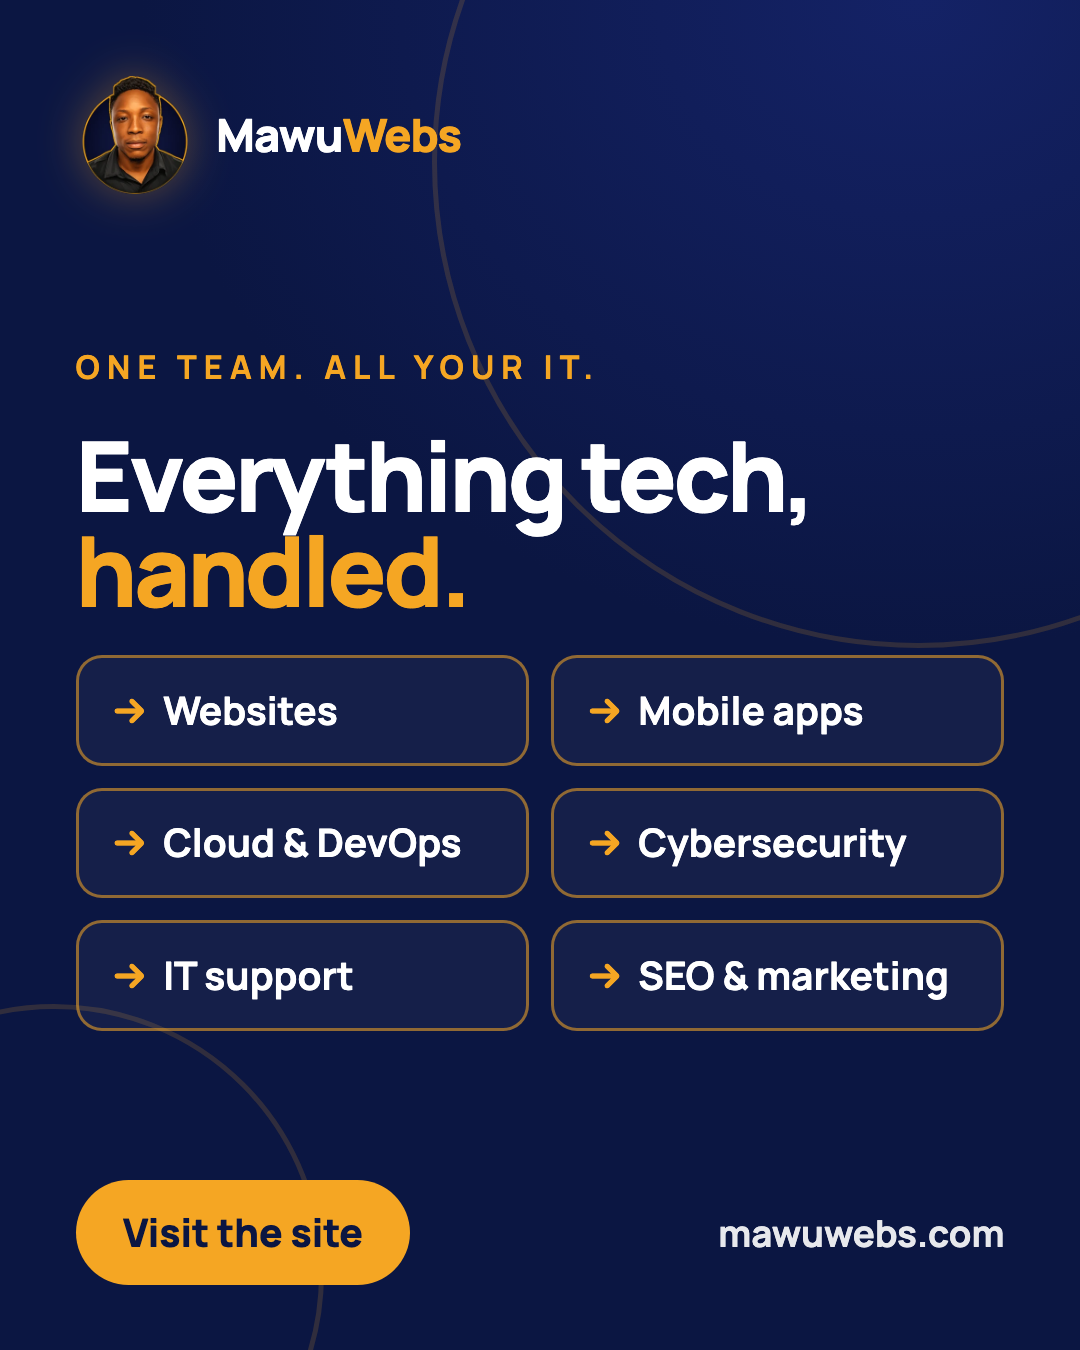 MawuWebs
ONE TEAM. ALL YOUR IT.
Everything tech,
handled.
→ Websites
→ Mobile apps
→ Cloud & DevOps
→ Cybersecurity
→ IT support
→ SEO & marketing
Visit the site
mawuwebs.com